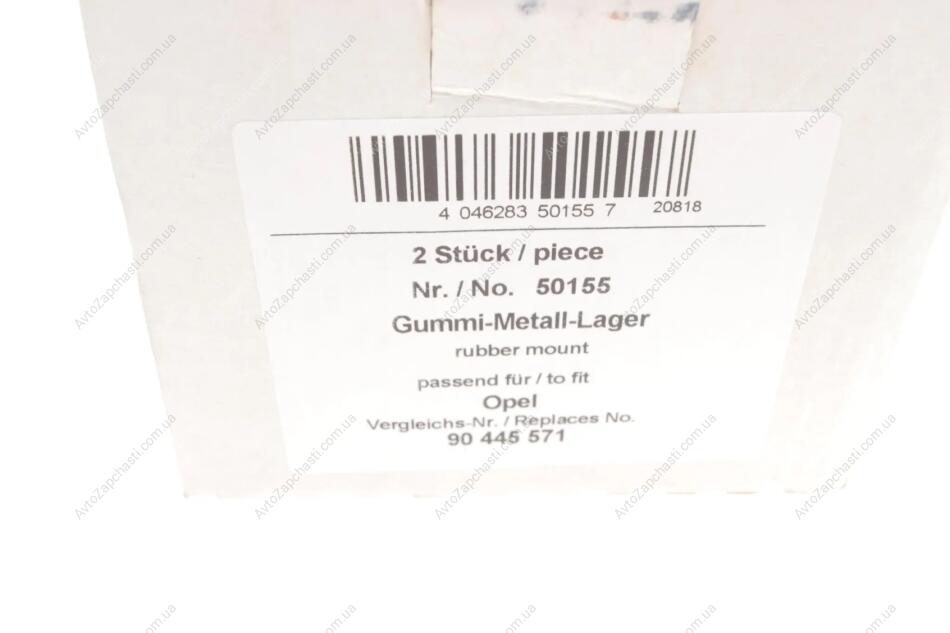 4 046283 50155 7 20818
2 Stück / piece
Nr. / No. 50155
Gummi-Metall-Lager
rubber mount
passend für / to fit
Opel
Vergleichs-Nr. / Replaces No.
90 445 571
AvtoZapchasti.com.ua